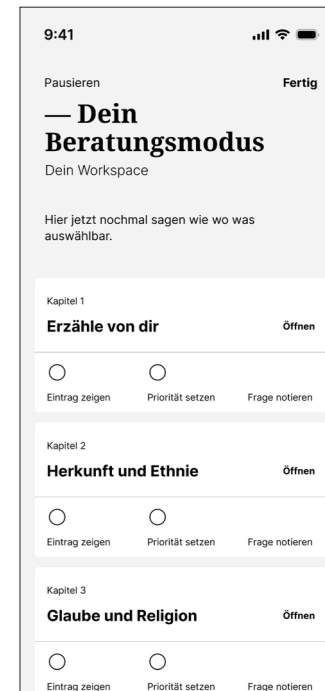 9:41
Pausieren Fertig
— Dein
Beratungsmodus
Dein Workspace
Hier jetzt nochmal sagen wie wo was
auswählbar.
Kapitel 1
Erzähle von dir Öffnen
Eintrag zeigen Priorität setzen Frage notieren
Kapitel 2
Herkunft und Ethnie Öffnen
Eintrag zeigen Priorität setzen Frage notieren
Kapitel 3
Glaube und Religion Öffnen
Eintrag zeigen Priorität setzen Frage notieren